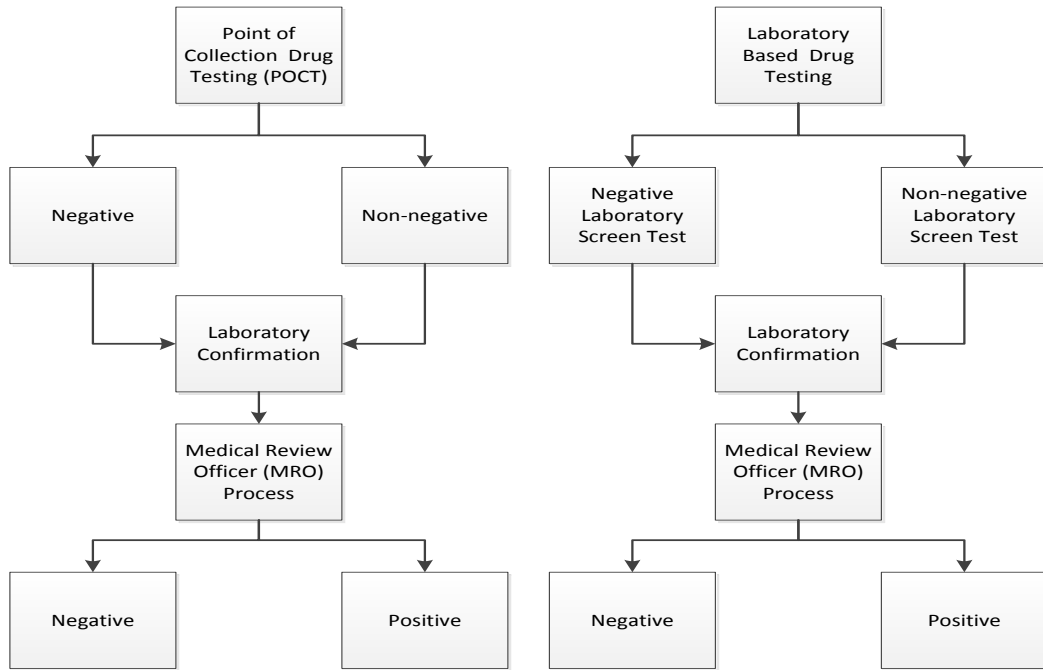 Point of
Collection Drug
Testing (POCT)
Negative
Non-negative
Laboratory
Confirmation
Medical Review
Officer (MRO)
Process
Negative
Positive
Laboratory
Based Drug
Testing
Negative
Laboratory
Screen Test
Non-negative
Laboratory
Screen Test
Laboratory
Confirmation
Medical Review
Officer (MRO)
Process
Negative
Positive